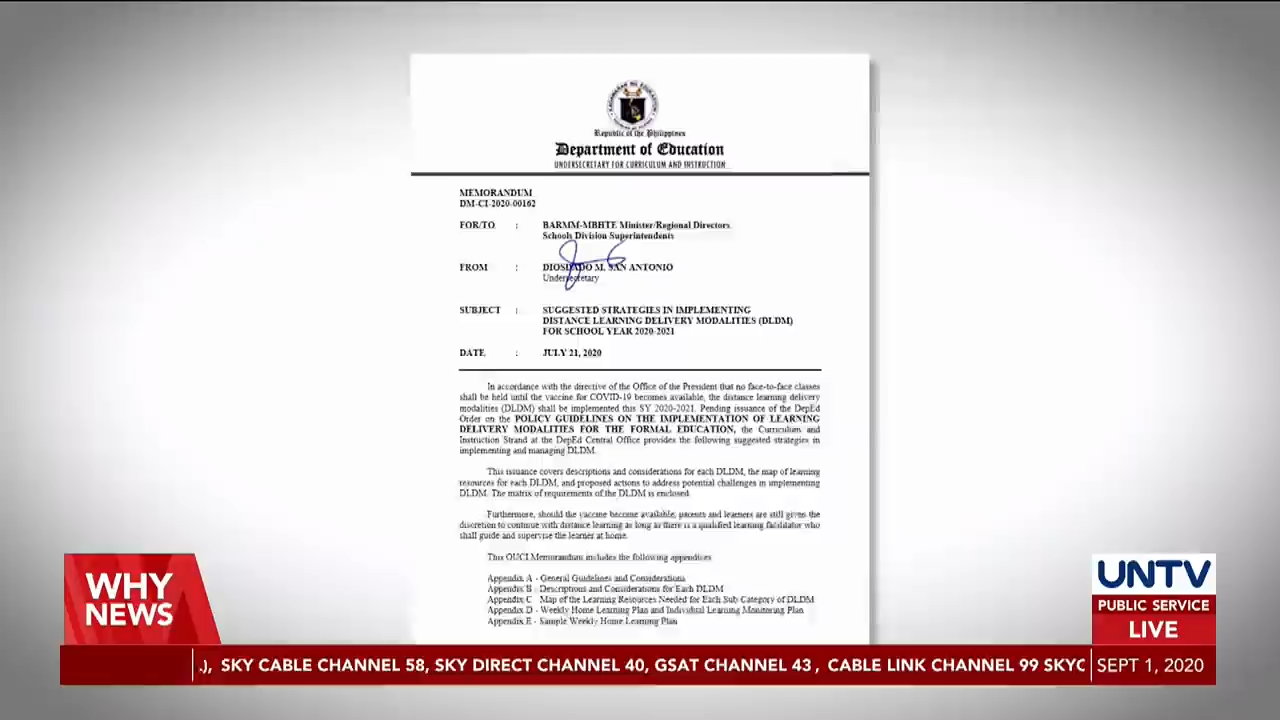 Republic of the Philippines
Department of Education
UNDERSECRETARY FOR CURRICULUM AND INSTRUCTION
MEMORANDUM
DM-CI-2020-00162
FOR/TO : BARMM-MBHTE Minister/Regional Directors
Schools Division Superintendents
FROM : DIOSDADO M. SAN ANTONIO
Undersecretary
SUBJECT : SUGGESTED STRATEGIES IN IMPLEMENTING
DISTANCE LEARNING DELIVERY MODALITIES (DLDM)
FOR SCHOOL YEAR 2020-2021
DATE : JULY 21, 2020
In accordance with the directive of the Office of the President that no face-to-face classes
shall be held until the vaccine for COVID-19 becomes available, the distance learning delivery
modalities (DLDM) shall be implemented this SY 2020-2021. Pending issuance of the DepEd
Order on the POLICY GUIDELINES ON THE IMPLEMENTATION OF LEARNING
DELIVERY MODALITIES FOR THE FORMAL EDUCATION, the Curriculum and
Instruction Strand at the DepEd Central Office provides the following suggested strategies in
implementing and managing DLDM.
This issuance covers descriptions and considerations for each DLDM, the map of learning
resources for each DLDM, and proposed actions to address potential challenges in implementing
DLDM. The matrix of requirements of the DLDM is enclosed.
Furthermore, should the vaccine become available, parents and learners are still given the
discretion to continue with distance learning as long as there is a qualified learning facilitator who
shall guide and supervise the learner at home.
This OUCI Memorandum includes the following appendices
Appendix A - General Guidelines and Considerations
Appendix B - Descriptions and Considerations for Each DLDM
Appendix C - Map of the Learning Resources Needed for Each Sub-Category of DLDM
Appendix D - Weekly Home Learning Plan and Individual Learning Monitoring Plan
Appendix E - Sample Weekly Home Learning Plan
WHY
NEWS
UNTV
PUBLIC SERVICE
LIVE
.), SKY CABLE CHANNEL 58, SKY DIRECT CHANNEL 40, GSAT CHANNEL 43 , CABLE LINK CHANNEL 99 SKYC
SEPT 1, 2020